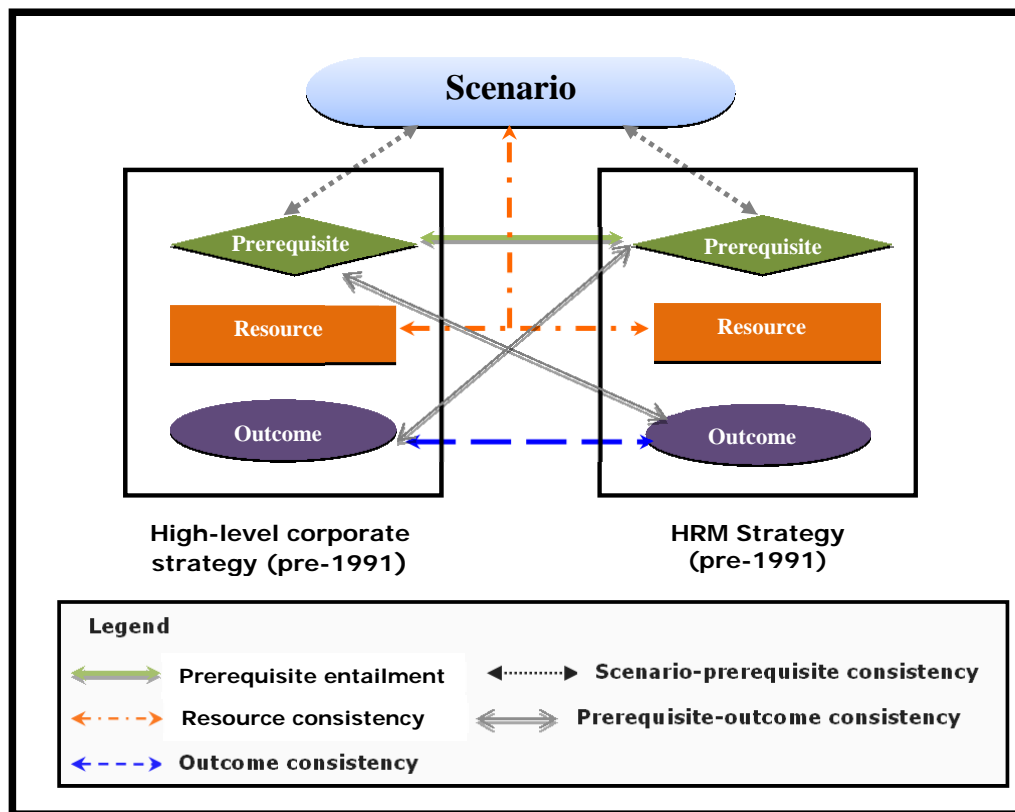 Scenario
Prerequisite
Prerequisite
Resource
Resource
Outcome
Outcome
High-level corporate
strategy (pre-1991)
HRM Strategy
(pre-1991)
Legend
Prerequisite entailment
Scenario-prerequisite consistency
Resource consistency
Prerequisite-outcome consistency
Outcome consistency